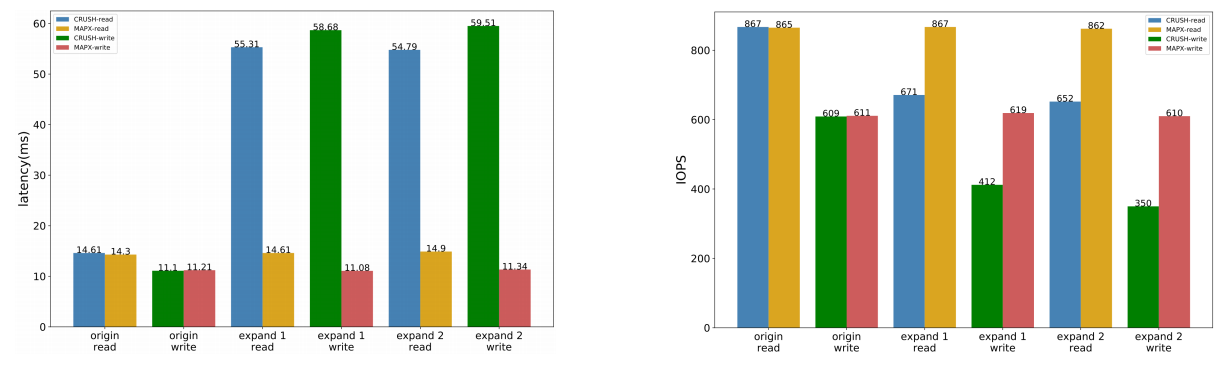 CRUSH-read
MAPX-read
CRUSH-write
MAPX-write
latency(ms)
60
50
40
30
20
10
0
14.61
14.3
11.1
11.21
55.31
14.61
58.68
11.08
54.79
14.9
59.51
11.34
origin
read
origin
write
expand 1
read
expand 1
write
expand 2
read
expand 2
write
CRUSH-read
MAPX-read
CRUSH-write
MAPX-write
IOPS
800
600
400
200
0
867
865
609
611
671
867
412
619
652
862
350
610
origin
read
origin
write
expand 1
read
expand 1
write
expand 2
read
expand 2
write